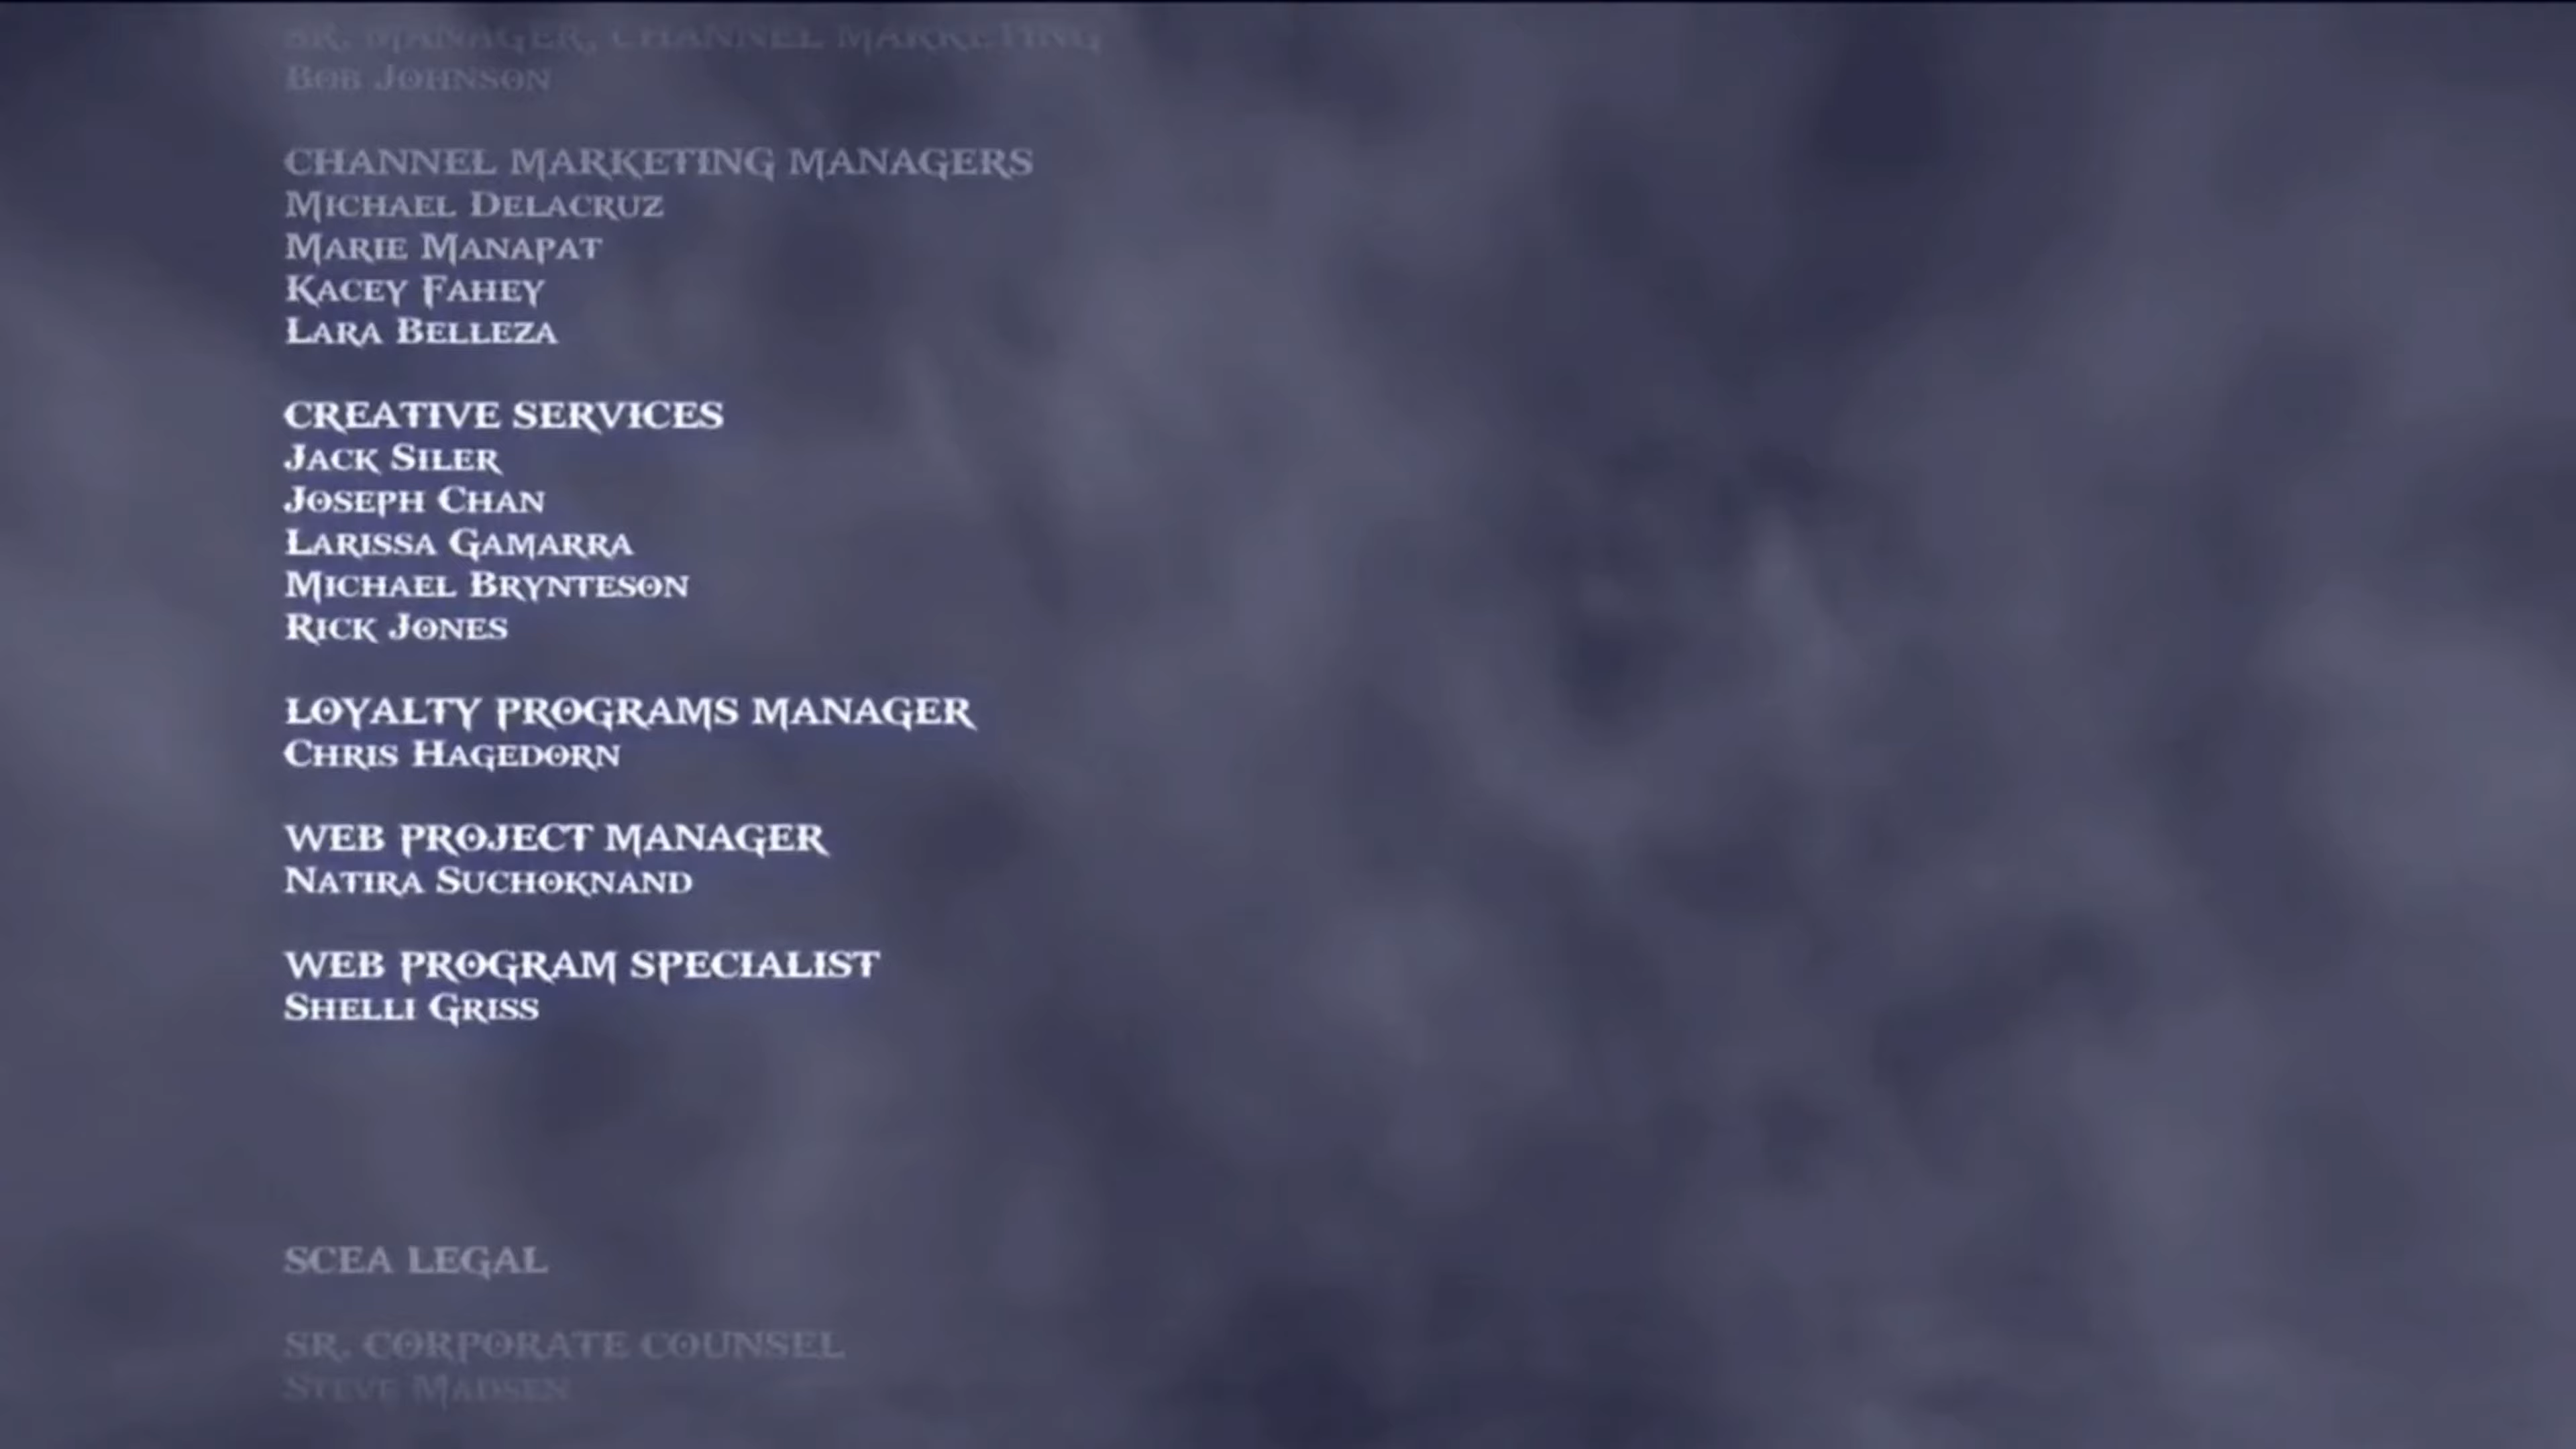 SR. MANAGER, CHANNEL MARKETING
BOB JOHNSON
CHANNEL MARKETING MANAGERS
MICHAEL DELACRUZ
MARIE MANAPAT
KACEY FAHEY
LARA BELLEZA
CREATIVE SERVICES
JACK SILER
JOSEPH CHAN
LARISSA GAMARRA
MICHAEL BRYNTESON
RICK JONES
LOYALTY PROGRAMS MANAGER
CHRIS HAGEDORN
WEB PROJECT MANAGER
NATIRA SUCHOKNAND
WEB PROGRAM SPECIALIST
SHELLI GRISS
SCEA LEGAL
SR. CORPORATE COUNSEL
STEVE MADSEN